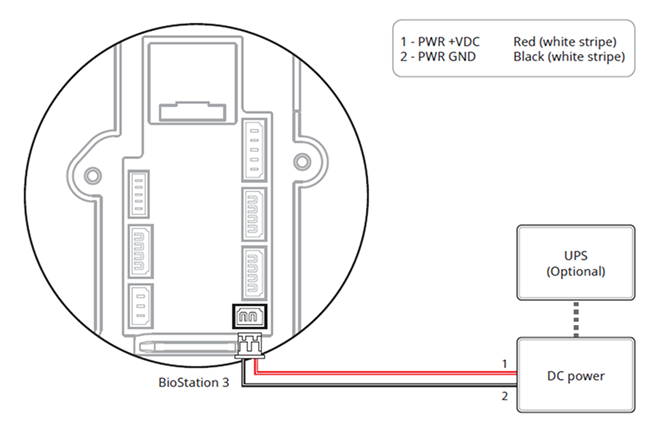 1 - PWR +VDC Red (white stripe)
2 - PWR GND Black (white stripe)
UPS
(Optional)
1
DC power
2
BioStation 3